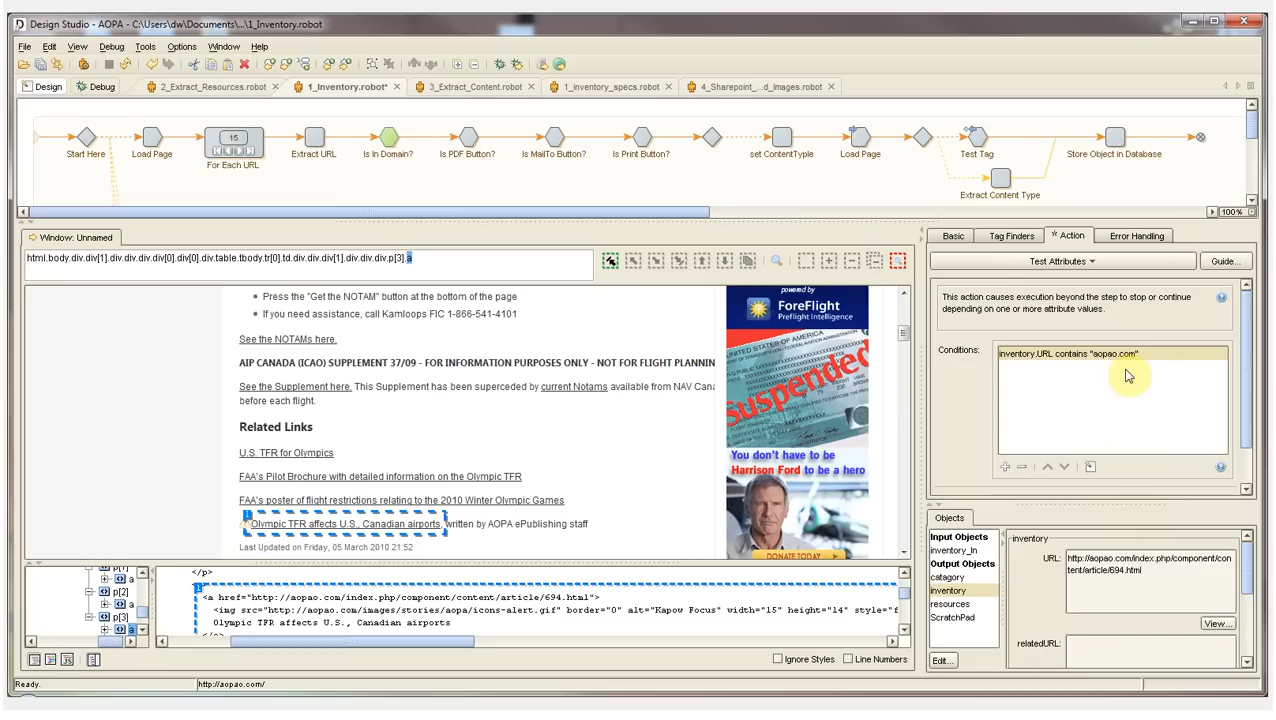 Design Studio - AOPA - C:\Users\dw\Documents\...\1_Inventory.robot
File Edit View Debug Tools Options Window Help
Design Debug 2_Extract_Resources.robot 1_Inventory.robot* 3_Extract_Content.robot 1_inventory_specs.robot 4_Sharepoint_...d_Images.robot
15
Start Here Load Page For Each URL Extract URL Is In Domain? Is PDF Button? Is MailTo Button? Is Print Button? set ContentTyple Load Page Test Tag Store Object in Database
Extract Content Type
100%
Window: Unnamed
html.body.div.div[1].div.div.div.div[0].div[0].div.table.tbody.tr[0].td.div.div.div[1].div.div.div.p[3].a
Press the "Get the NOTAM" button at the bottom of the page
If you need assistance, call Kamloops FIC 1-866-541-4101
See the NOTAMs here.
AIP CANADA (ICAO) SUPPLEMENT 37/09 - FOR INFORMATION PURPOSES ONLY - NOT FOR FLIGHT PLANNIN
See the Supplement here. This Supplement has been superceded by current Notams available from NAV Cana
before each flight.
Related Links
U.S. TFR for Olympics
FAA's Pilot Brochure with detailed information on the Olympic TFR
FAA's poster of flight restrictions relating to the 2010 Winter Olympic Games
1
Olympic TFR affects U.S., Canadian airports, written by AOPA ePublishing staff
Last Updated on Friday, 05 March 2010 21:52
powered by
ForeFlight
Preflight Intelligence
UNITED STATES OF AMERICA
Suspended
You don't have to be
Harrison Ford to be a hero
DONATE TODAY
Basic Tag Finders * Action Error Handling
Test Attributes Guide...
This action causes execution beyond the step to stop or continue
depending on one or more attribute values.
Conditions: inventory.URL contains "aopao.com"
Objects
Input Objects
inventory_In
Output Objects
catagory
inventory
resources
ScratchPad
Edit...
inventory
URL: http://aopao.com/index.php/component/con
tent/article/694.html
View...
relatedURL:
p[1]
a
p[2]
a
p[3]
a
</p>
1
<a href="http://aopao.com/index.php/component/content/article/694.html">
<img src="http://aopao.com/images/stories/aopa/icons-alert.gif" border="0" alt="Kapow Focus" width="15" height="14" style="f
Olympic TFR affects U.S., Canadian airports
</a>
Ignore Styles Line Numbers
Ready. http://aopao.com/